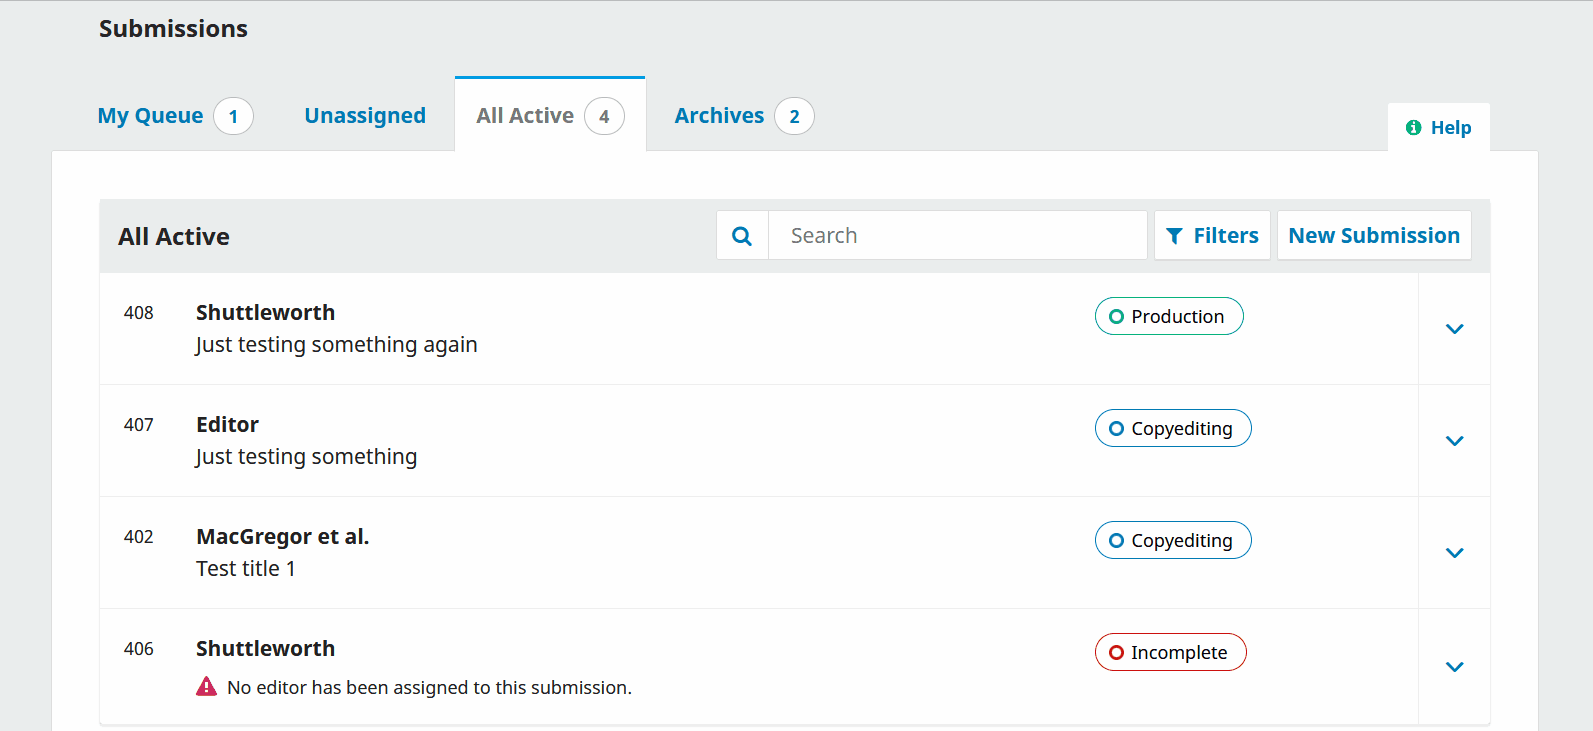 Submissions
My Queue 1 Unassigned All Active 4 Archives 2
Help
All Active Search Filters New Submission
408 Shuttleworth Production
Just testing something again
407 Editor Copyediting
Just testing something
402 MacGregor et al. Copyediting
Test title 1
406 Shuttleworth Incomplete
No editor has been assigned to this submission.